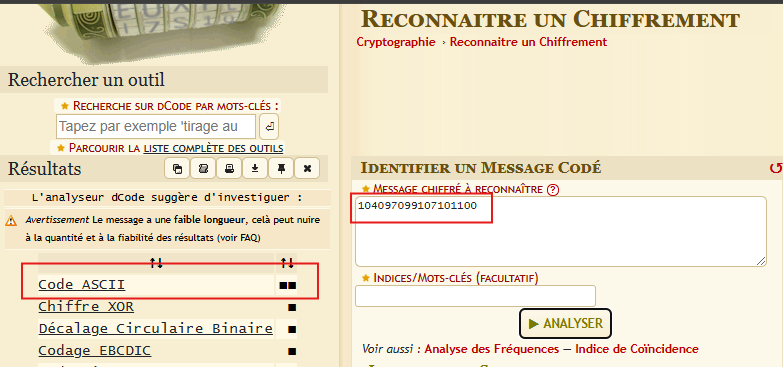 Rechercher un outil
★ Recherche sur dCode par mots-clés :
Tapez par exemple 'tirage au
★ Parcourir la liste complète des outils
Résultats
L'analyseur dCode suggère d'investiguer :
Avertissement Le message a une faible longueur, celà peut nuire
à la quantité et à la fiabilité des résultats (voir FAQ)
↑↓ ↑↓
Code ASCII ■■
Chiffre XOR ■
Décalage Circulaire Binaire ■
Codage EBCDIC ■
Reconnaitre un Chiffrement
Cryptographie › Reconnaitre un Chiffrement
Identifier un Message Codé
★ Message chiffré à reconnaître ?
104097099107101100
★ Indices/Mots-clés (facultatif)
▶ ANALYSER
Voir aussi : Analyse des Fréquences — Indice de Coïncidence